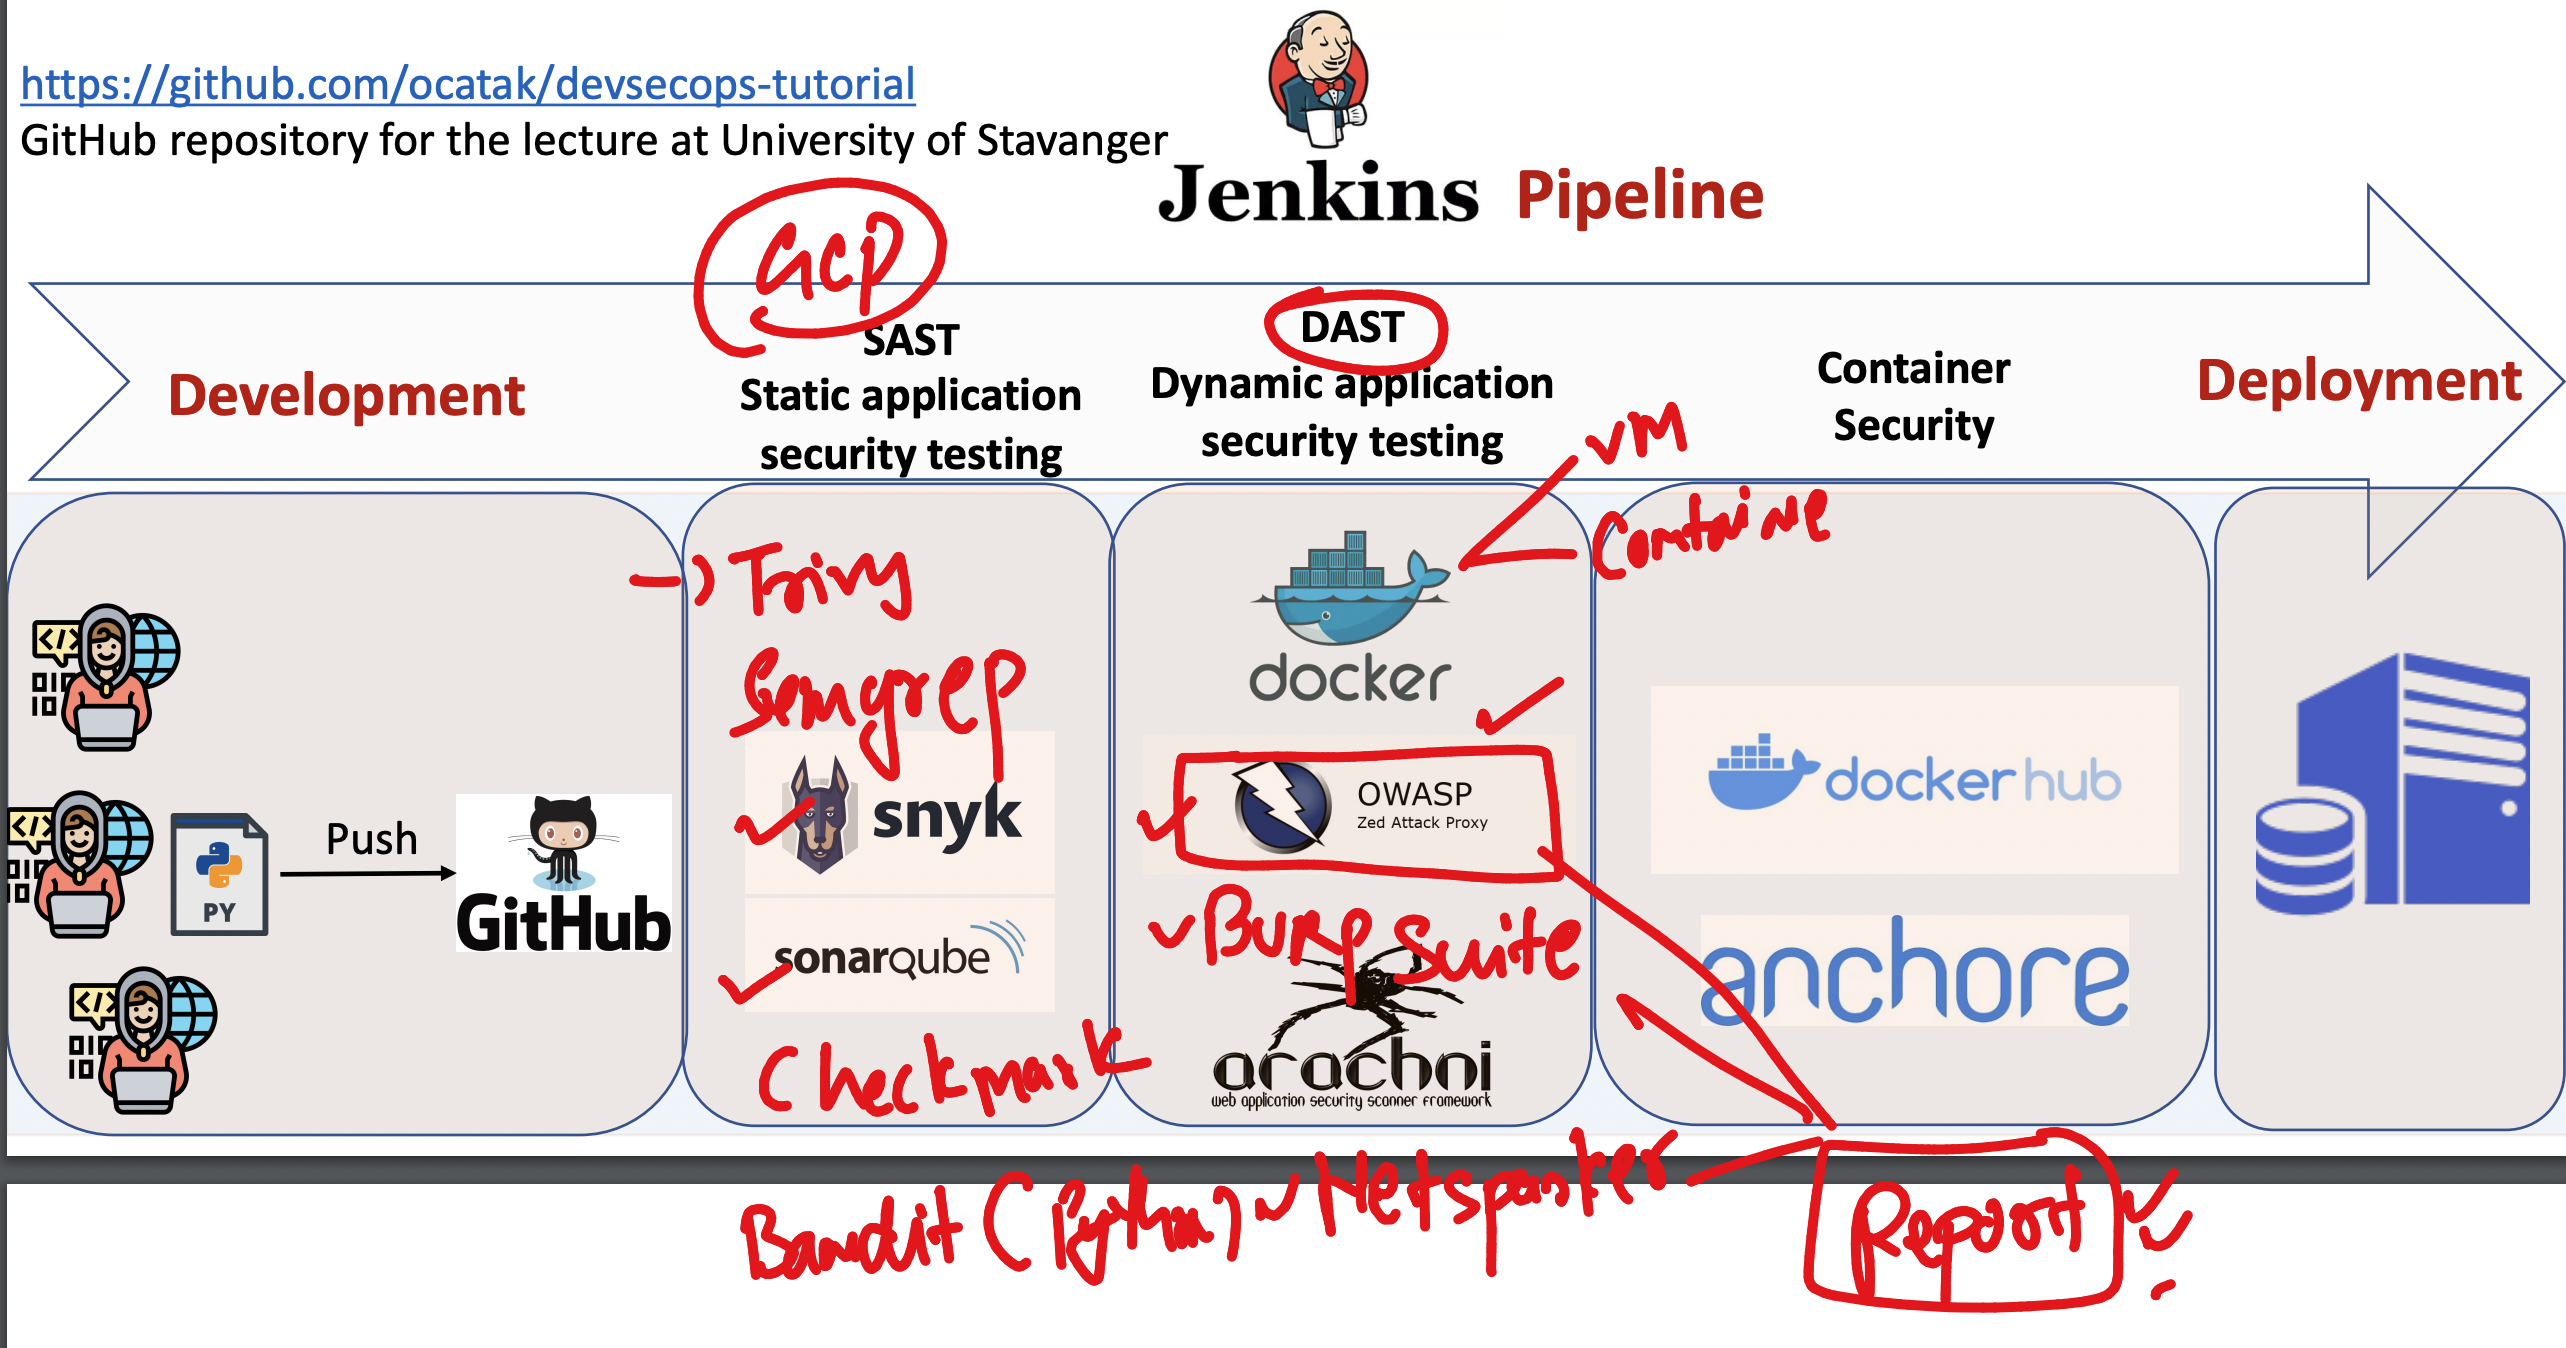 https://github.com/ocatak/devsecops-tutorial
GitHub repository for the lecture at University of Stavanger
Jenkins Pipeline
GCP
Development
SAST
Static application
security testing
DAST
Dynamic application
security testing
VM
Containe
Container
Security
Deployment
</>
</>
</>
PY
Push
GitHub
Trivy
Semgrep
snyk
sonarqube
Checkmark
docker
OWASP
Zed Attack Proxy
Burp Suite
arachni
web application security scanner framework
dockerhub
anchore
Bandit (Python)
Netsparker
Report